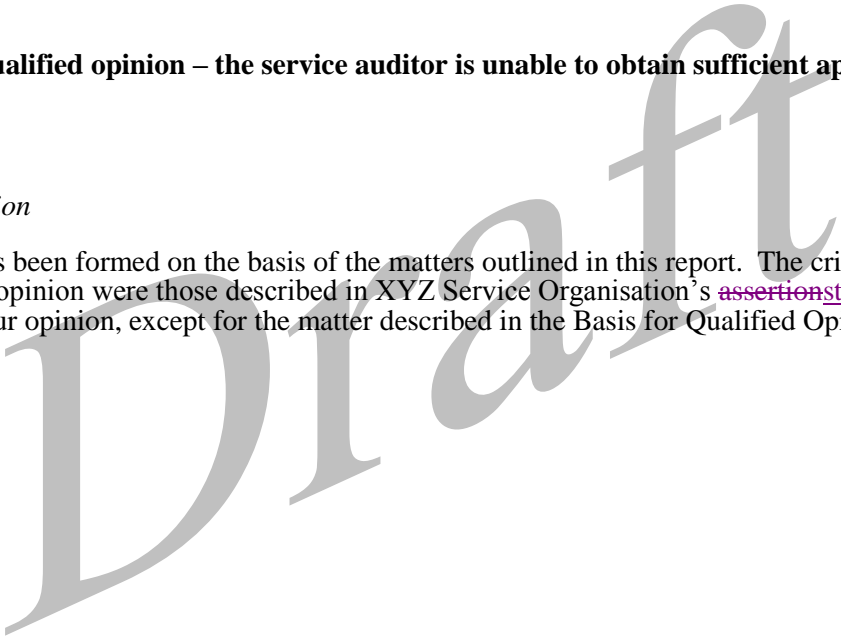 ualified opinion – the service auditor is unable to obtain sufficient ap
ion
s been formed on the basis of the matters outlined in this report.  The cri
opinion were those described in XYZ Service Organisation’s assertionst
ur opinion, except for the matter described in the Basis for Qualified Opi
Draft